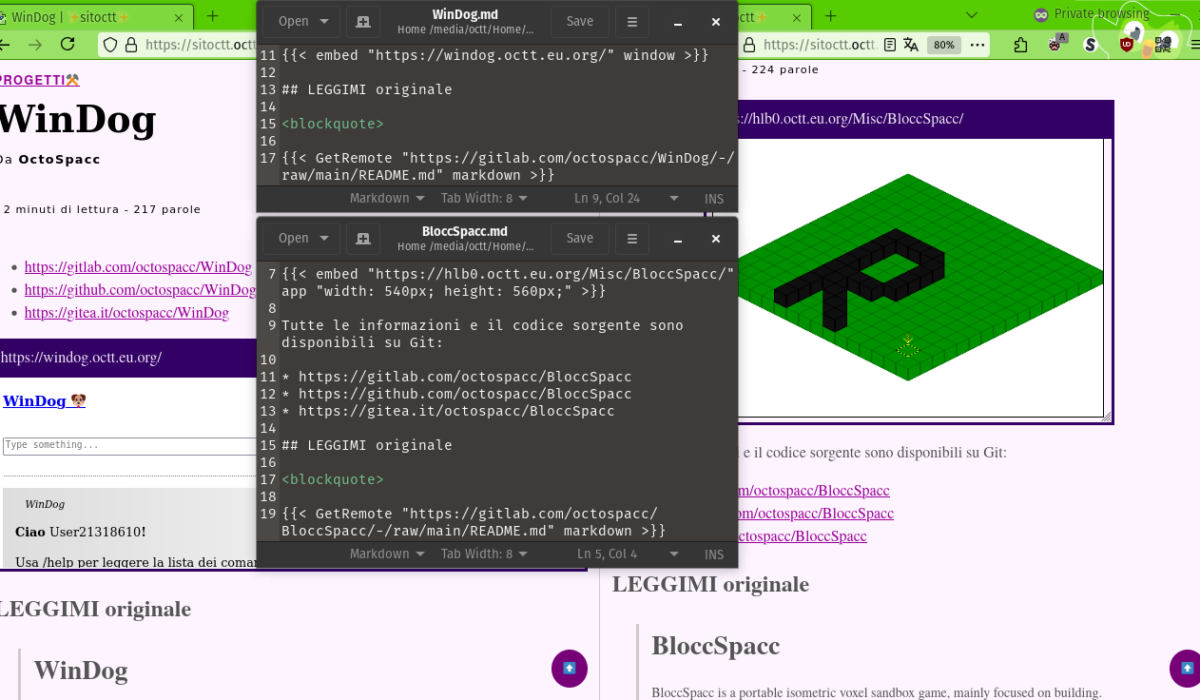 WinDog | ✨sitoctt✨
https://sitoctt.oct
PROGETTI⚒️
WinDog
Da OctoSpacc
2 minuti di lettura - 217 parole
• https://gitlab.com/octospacc/WinDog
• https://github.com/octospacc/WinDog
• https://gitea.it/octospacc/WinDog
https://windog.octt.eu.org/
WinDog 🐶
Type something...
WinDog
Ciao User21318610!
Usa /help per leggere la lista dei coma
LEGGIMI originale
WinDog
Open
WinDog.md
Home /media/octt/Home/...
Save
11 {{< embed "https://windog.octt.eu.org/" window >}}
12
13 ## LEGGIMI originale
14
15 <blockquote>
16
17 {{< GetRemote "https://gitlab.com/octospacc/WinDog/-/
raw/main/README.md" markdown >}}
Markdown Tab Width: 8 Ln 9, Col 24 INS
Open
BloccSpacc.md
Home /media/octt/Home/...
Save
7 {{< embed "https://hlb0.octt.eu.org/Misc/BloccSpacc/"
app "width: 540px; height: 560px;" >}}
8
9 Tutte le informazioni e il codice sorgente sono
disponibili su Git:
10
11 * https://gitlab.com/octospacc/BloccSpacc
12 * https://github.com/octospacc/BloccSpacc
13 * https://gitea.it/octospacc/BloccSpacc
14
15 ## LEGGIMI originale
16
17 <blockquote>
18
19 {{< GetRemote "https://gitlab.com/octospacc/
BloccSpacc/-/raw/main/README.md" markdown >}}
Markdown Tab Width: 8 Ln 5, Col 4 INS
ctt✨
Private browsing
https://sitoctt.octt.
80%
- 224 parole
s://hlb0.octt.eu.org/Misc/BloccSpacc/
i e il codice sorgente sono disponibili su Git:
m/octospacc/BloccSpacc
om/octospacc/BloccSpacc
ctospacc/BloccSpacc
LEGGIMI originale
BloccSpacc
BloccSpacc is a portable isometric voxel sandbox game, mainly focused on building.